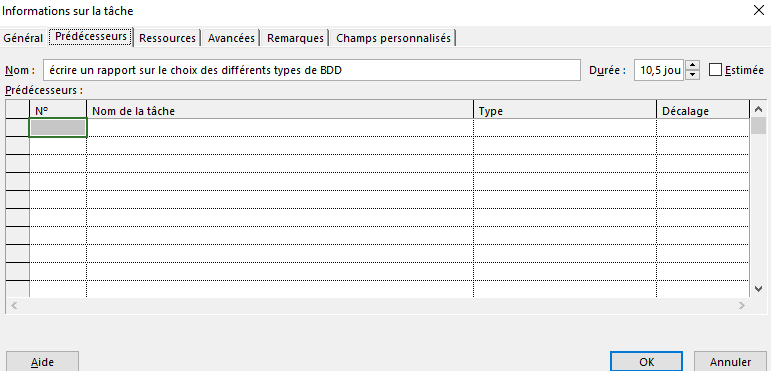 Informations sur la tâche
Général Prédécesseurs Ressources Avancées Remarques Champs personnalisés
Nom : écrire un rapport sur le choix des différents types de BDD Durée : 10,5 jou Estimée
Prédécesseurs :
Nº Nom de la tâche Type Décalage
Aide OK Annuler